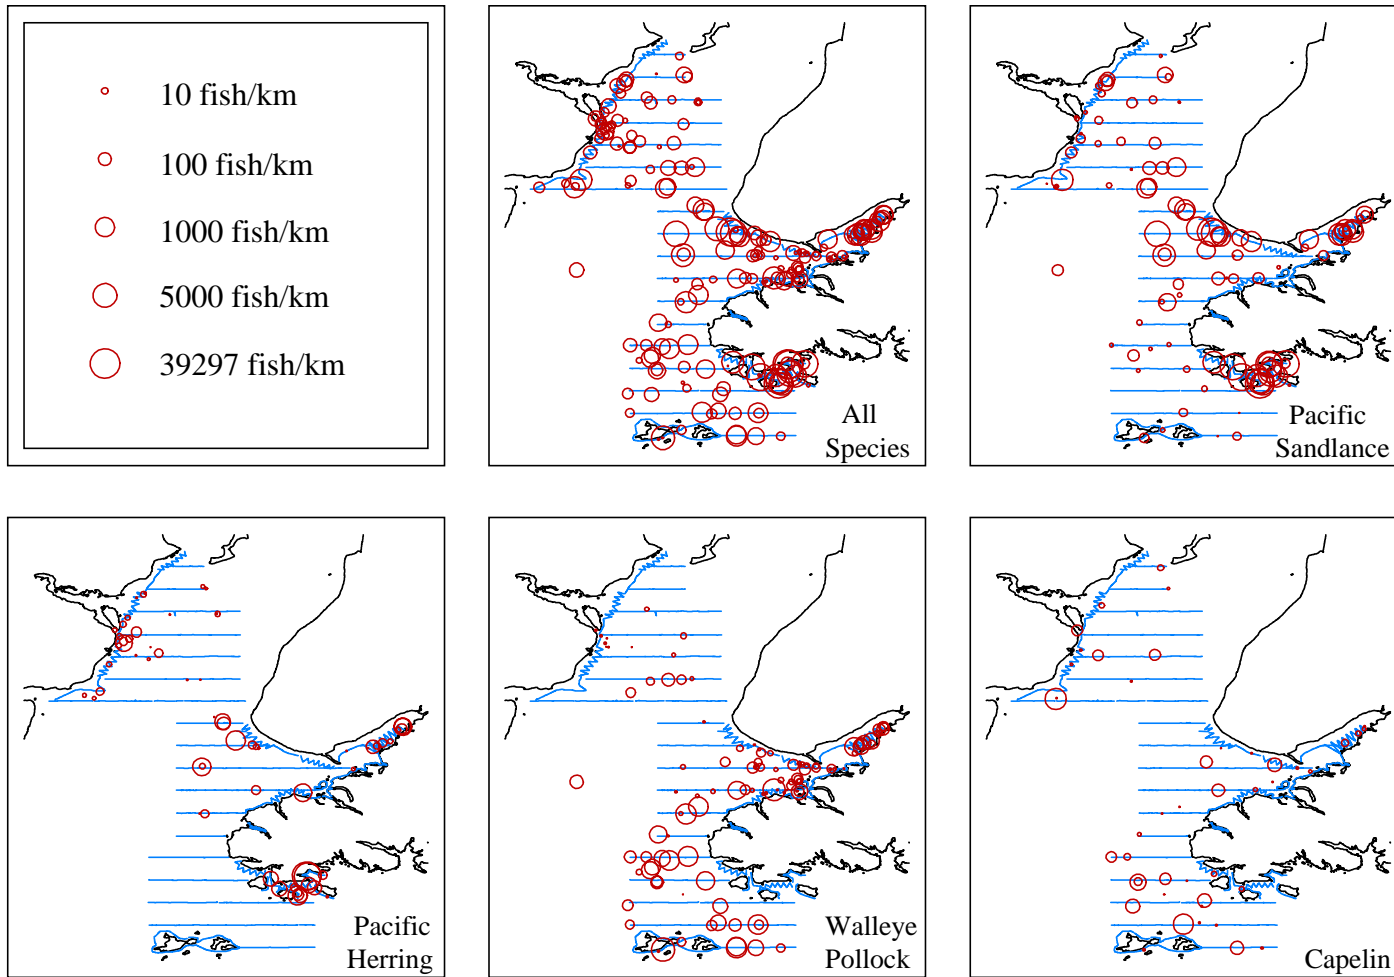 10 fish/km
100 fish/km
1000 fish/km
5000 fish/km
39297 fish/km
All
Species
Pacific
Sandlance
Pacific
Herring
Walleye
Pollock
Capelin